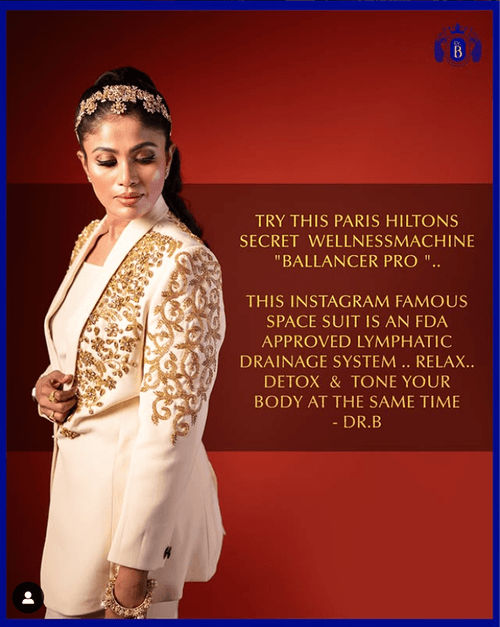 Dr.
B
TRY THIS PARIS HILTONS
SECRET WELLNESSMACHINE
"BALLANCER PRO "..
THIS INSTAGRAM FAMOUS
SPACE SUIT IS AN FDA
APPROVED LYMPHATIC
DRAINAGE SYSTEM .. RELAX..
DETOX & TONE YOUR
BODY AT THE SAME TIME
- DR.B